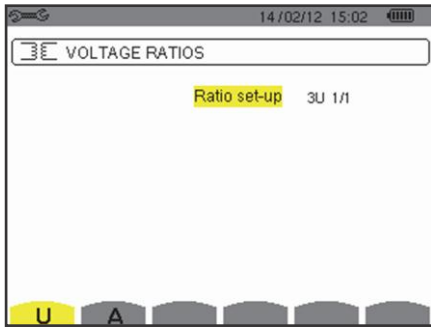 14/02/12 15:02
VOLTAGE RATIOS
Ratio set-up 3U 1/1
U A